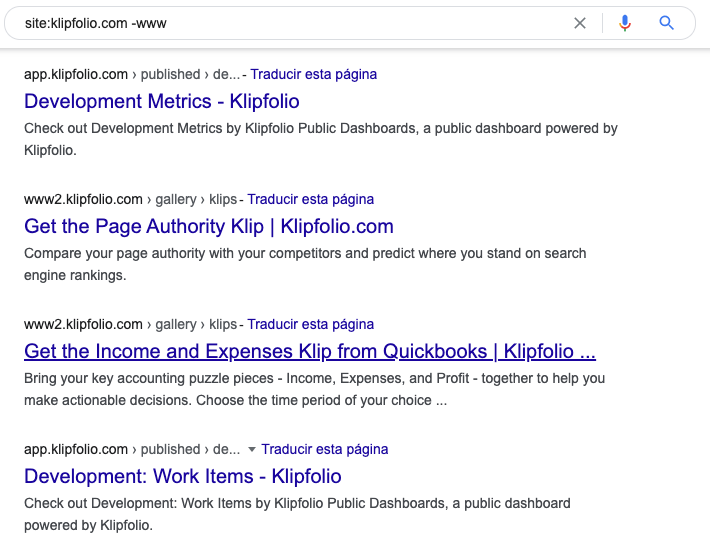 site:klipfolio.com -www
app.klipfolio.com › published › de... - Traducir esta página
Development Metrics - Klipfolio
Check out Development Metrics by Klipfolio Public Dashboards, a public dashboard powered by
Klipfolio.
www2.klipfolio.com › gallery › klips - Traducir esta página
Get the Page Authority Klip | Klipfolio.com
Compare your page authority with your competitors and predict where you stand on search
engine rankings.
www2.klipfolio.com › gallery › klips - Traducir esta página
Get the Income and Expenses Klip from Quickbooks | Klipfolio ...
Bring your key accounting puzzle pieces - Income, Expenses, and Profit - together to help you
make actionable decisions. Choose the time period of your choice ...
app.klipfolio.com › published › de... Traducir esta página
Development: Work Items - Klipfolio
Check out Development: Work Items by Klipfolio Public Dashboards, a public dashboard
powered by Klipfolio.